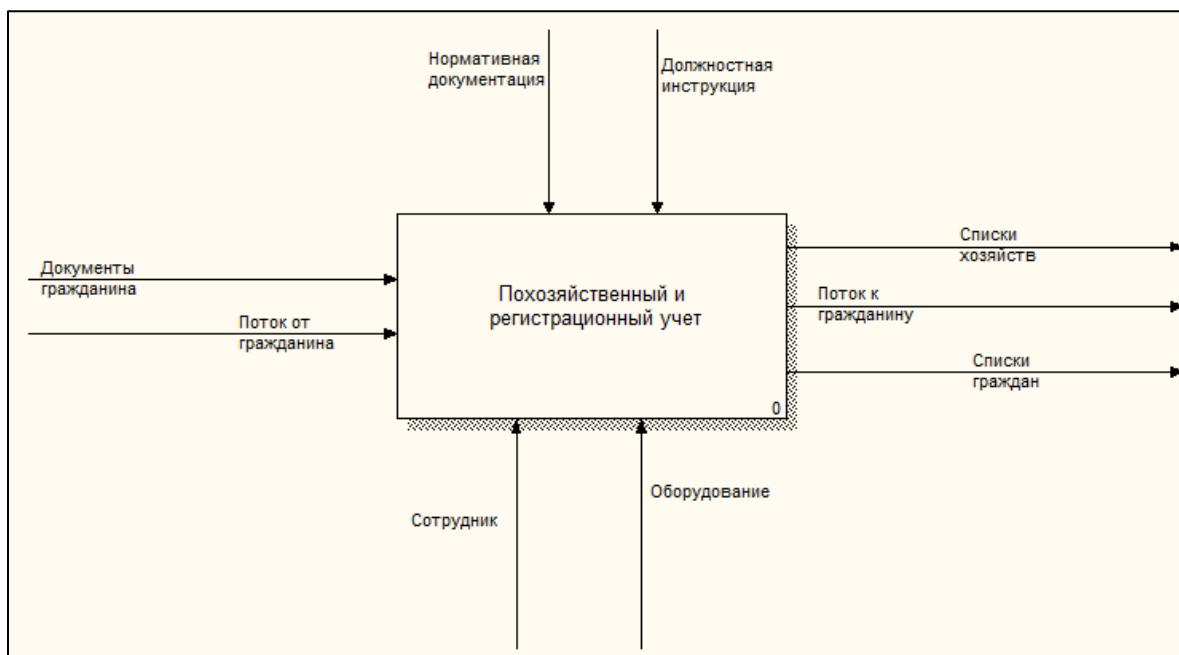 Нормативная
документация
Должностная
инструкция
Документы
гражданина
Поток от
гражданина
Похозяйственный и
регистрационный учет
0
Списки
хозяйств
Поток к
гражданину
Списки
граждан
Сотрудник
Оборудование